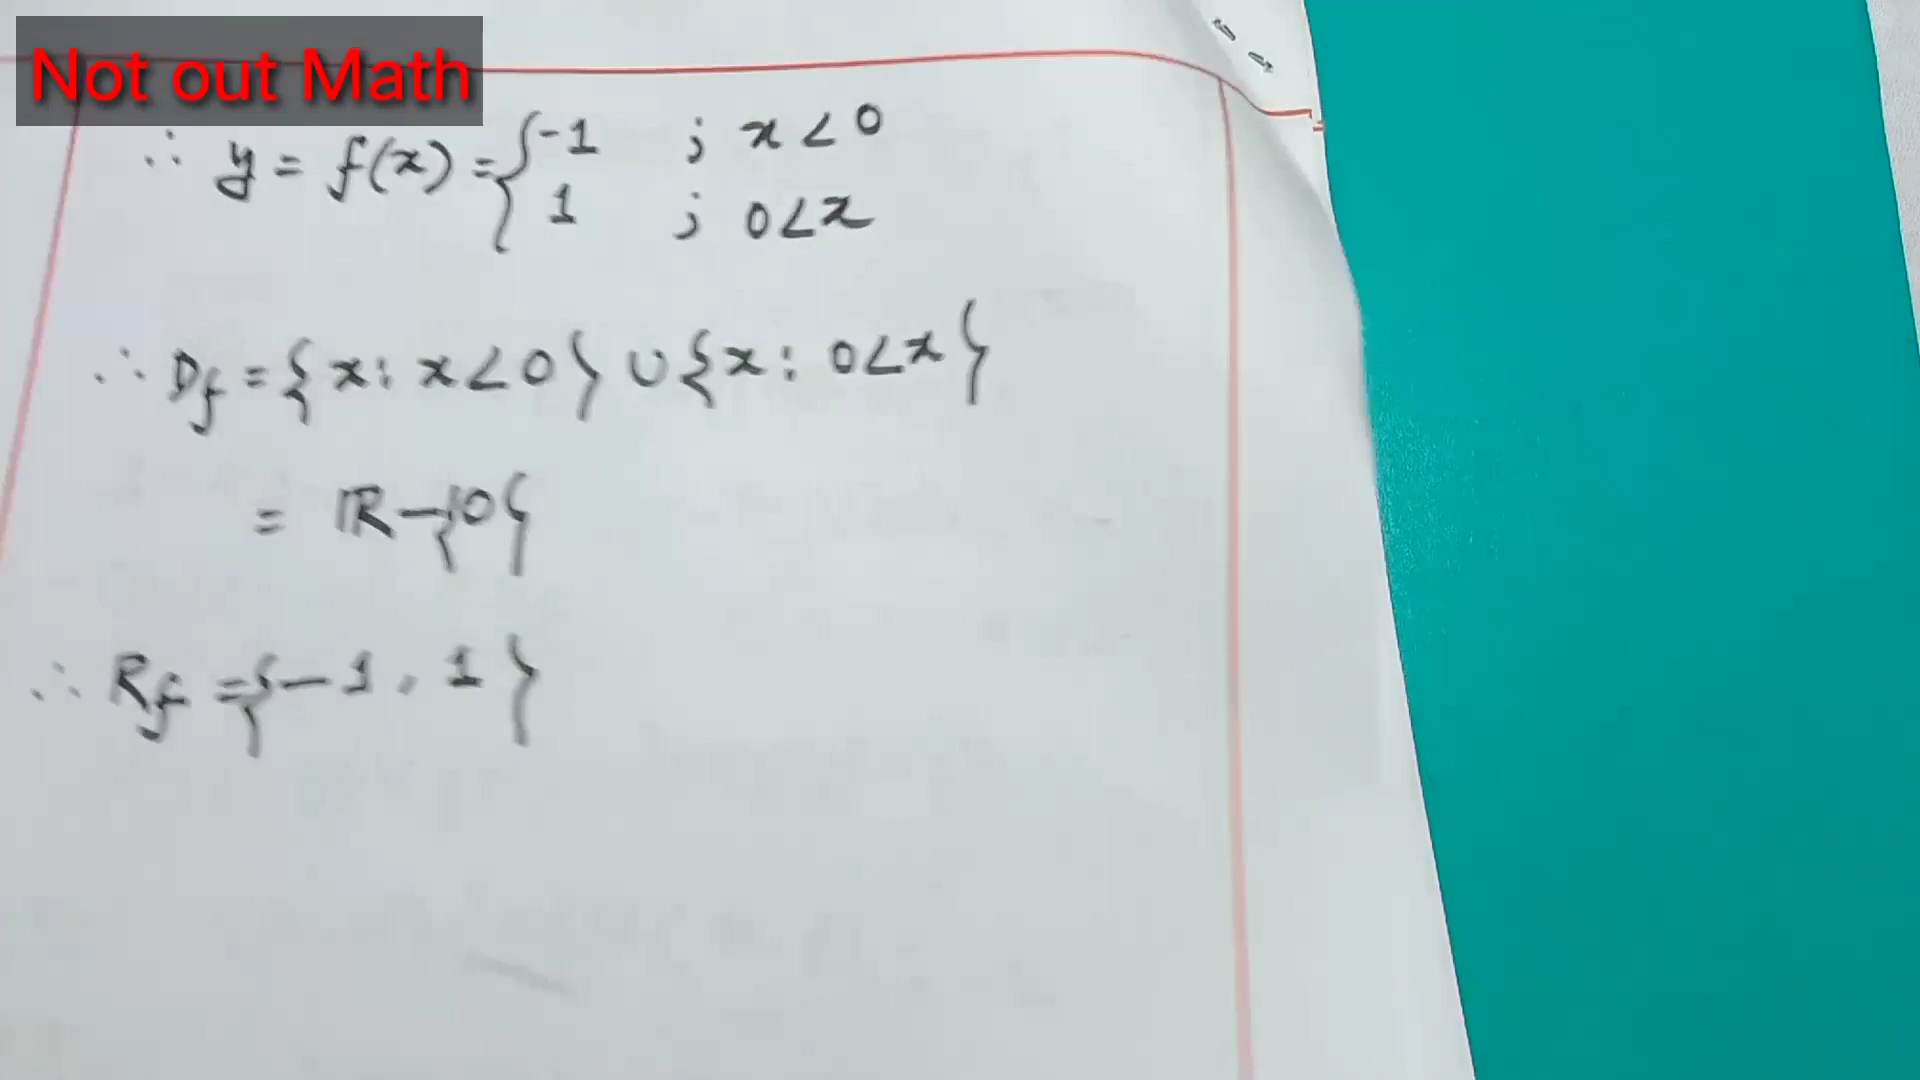 Not out Math
∴ y = f(x) = { -1 ; x < 0
1 ; 0 < x
∴ Df = {x : x < 0} ∪ {x : 0 < x}
= ℝ - {0}
∴ Rf = {-1, 1}